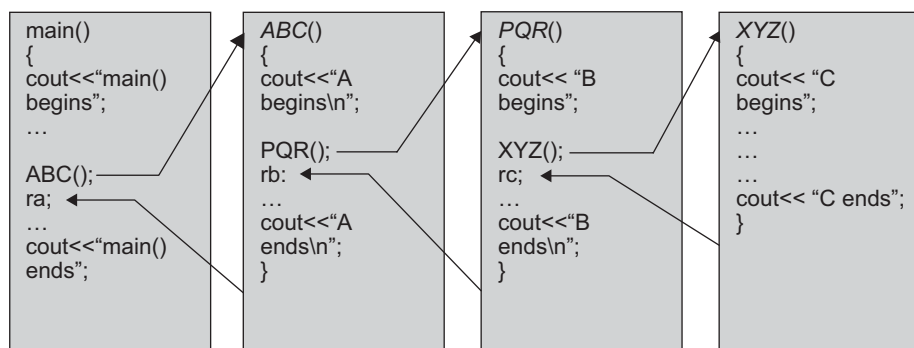 main()
{
cout<<“main()
begins”;
…
ABC();
ra;
…
cout<<“main()
ends”;
ABC()
{
cout<<“A
begins\n”;
PQR();
rb:
…
cout<<“A
ends\n”;
}
PQR()
{
cout<< “B
begins”;
XYZ();
rc;
…
cout<<“B
ends\n”;
}
XYZ()
{
cout<< “C
begins”;
…
…
…
cout<< “C ends”;
}